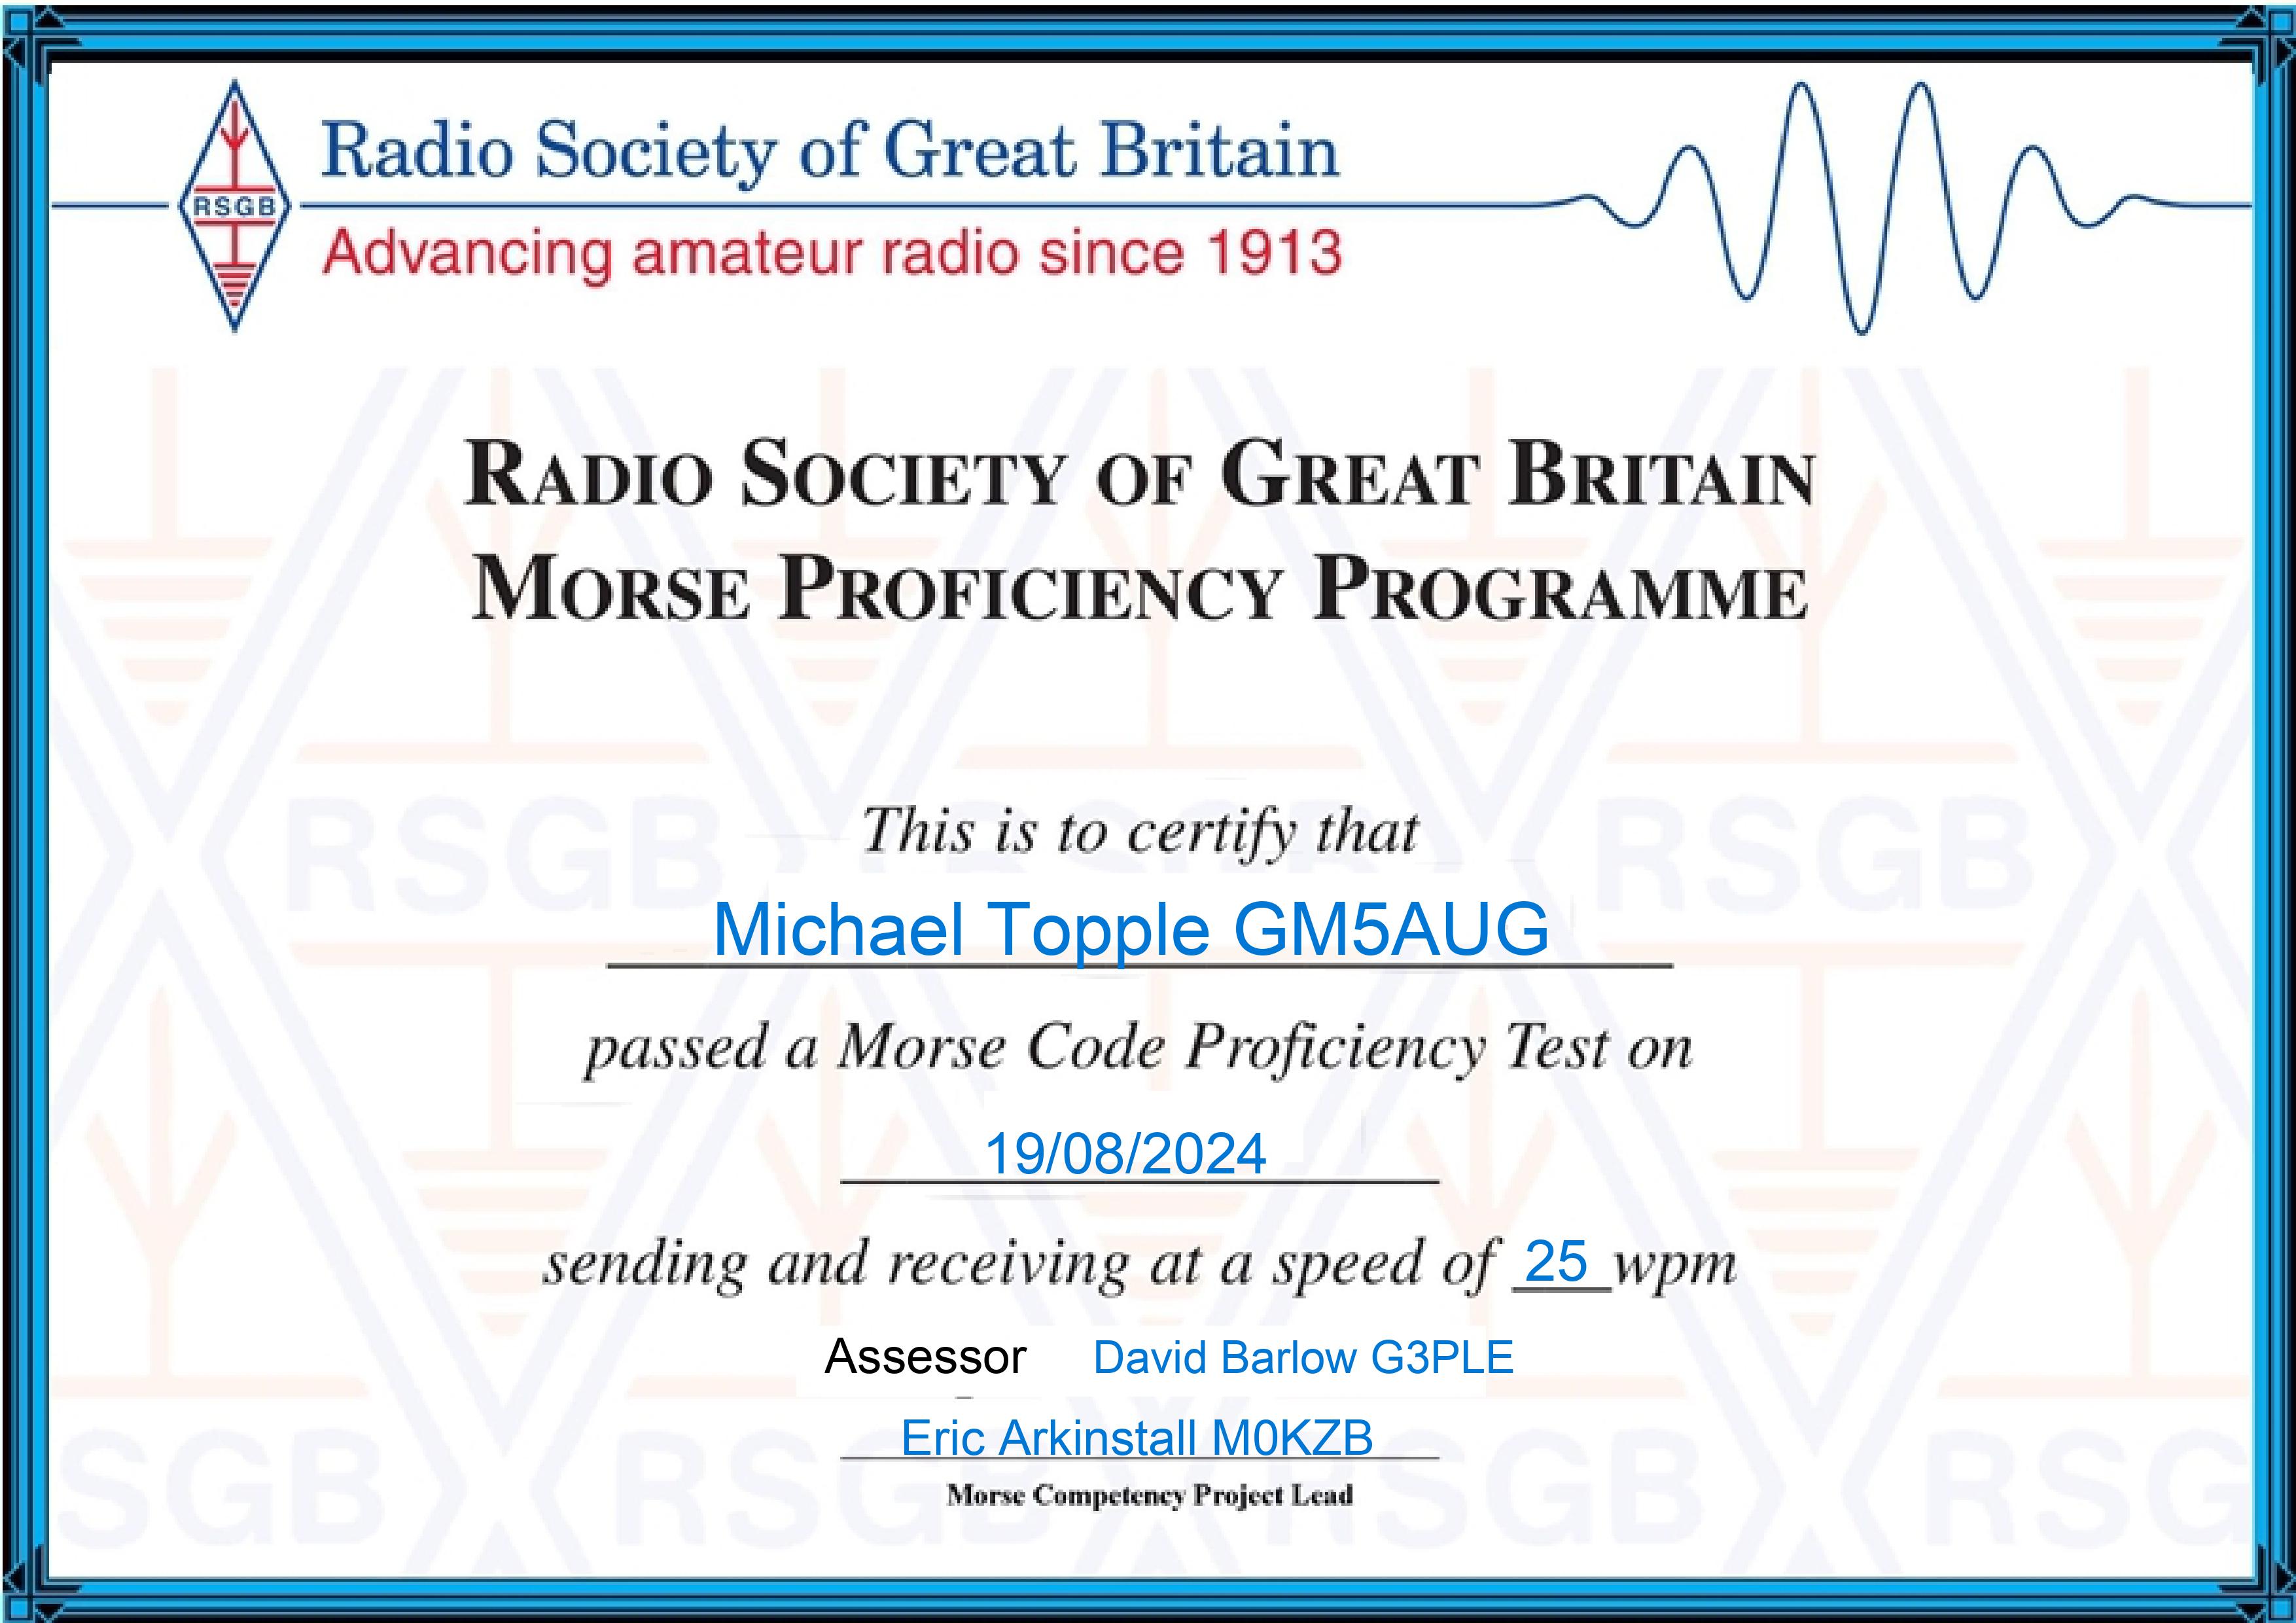 Radio Society of Great Britain
RSGB
Advancing amateur radio since 1913
RADIO SOCIETY OF GREAT BRITAIN
MORSE PROFICIENCY PROGRAMME
This is to certify that
Michael Topple GM5AUG
passed a Morse Code Proficiency Test on
19/08/2024
sending and receiving at a speed of 25 wpm
Assessor David Barlow G3PLE
Eric Arkinstall M0KZB
Morse Competency Project Lead